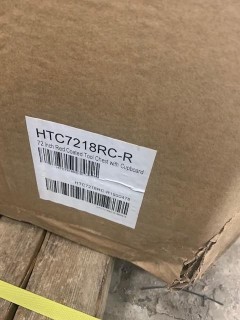 HTC7218RC-R
72 Inch Red Coated Tool Chest with Cupboard